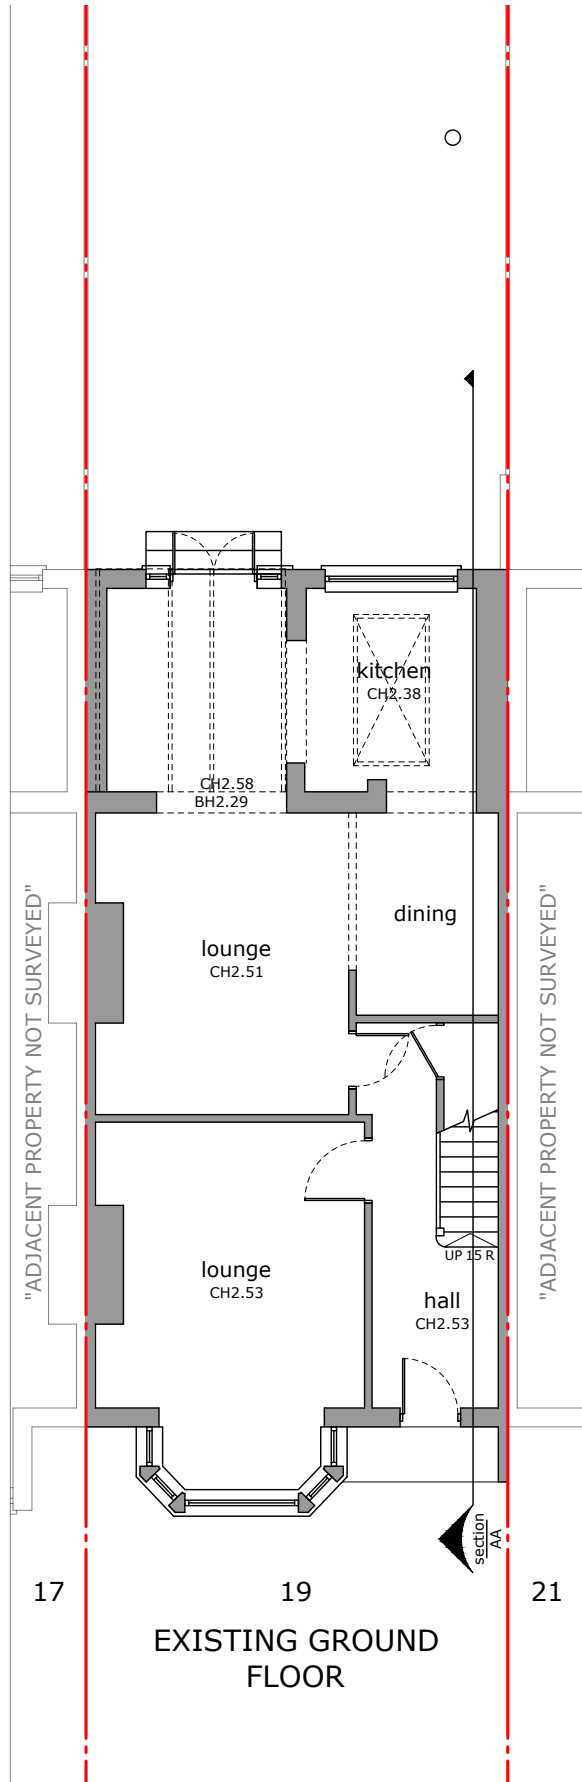 kitchen
CH2.38
CH2.58
BH2.29
dining
lounge
CH2.51
"ADJACENT PROPERTY NOT SURVEYED"
"ADJACENT PROPERTY NOT SURVEYED"
lounge
CH2.53
UP 15 R
hall
CH2.53
section
AA
17
19
21
EXISTING GROUND
FLOOR